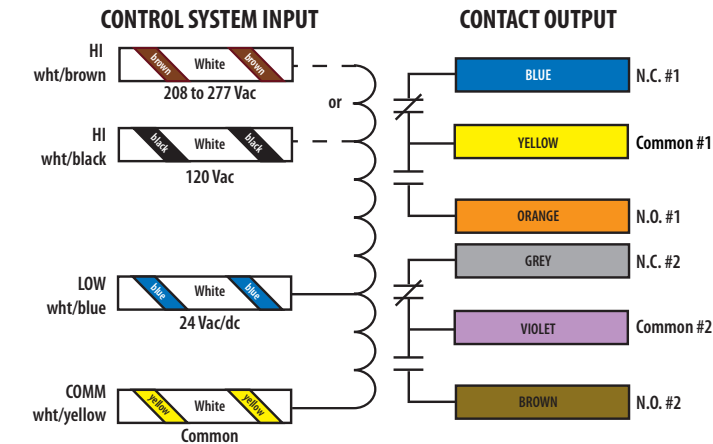 CONTROL SYSTEM INPUT
CONTACT OUTPUT
HI
wht/brown
brown White brown
208 to 277 Vac
or
HI
wht/black
black White black
120 Vac
LOW
wht/blue
blue White blue
24 Vac/dc
COMM
wht/yellow
yellow White yellow
Common
BLUE N.C. #1
YELLOW Common #1
ORANGE N.O. #1
GREY N.C. #2
VIOLET Common #2
BROWN N.O. #2